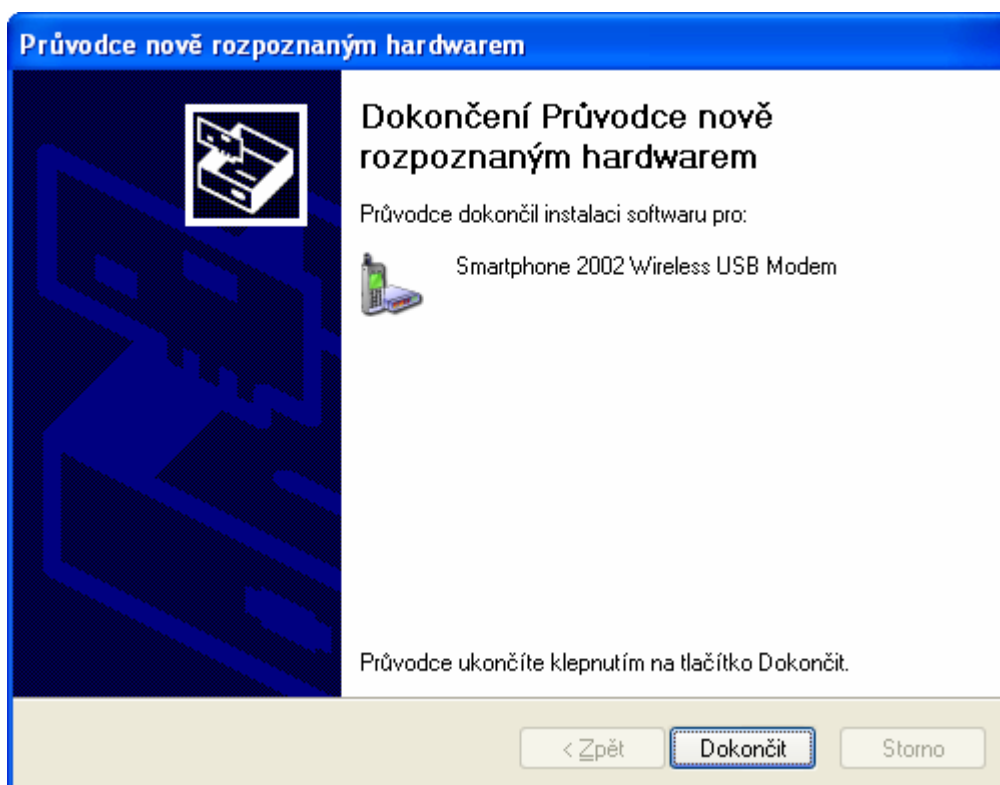 Průvodce nově rozpoznaným hardwarem
Dokončení Průvodce nově
rozpoznaným hardwarem
Průvodce dokončil instalaci softwaru pro:
Smartphone 2002 Wireless USB Modem
Průvodce ukončíte klepnutím na tlačítko Dokončit.
< Zpět
Dokončit
Storno